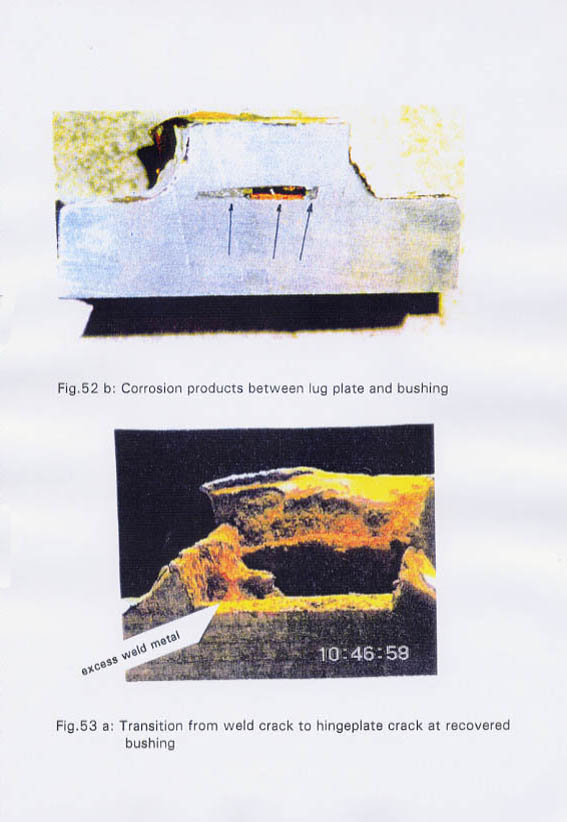 Fig.52 b: Corrosion products between lug plate and bushing
excess weld metal
10:46:59
Fig.53 a: Transition from weld crack to hingeplate crack at recovered
bushing